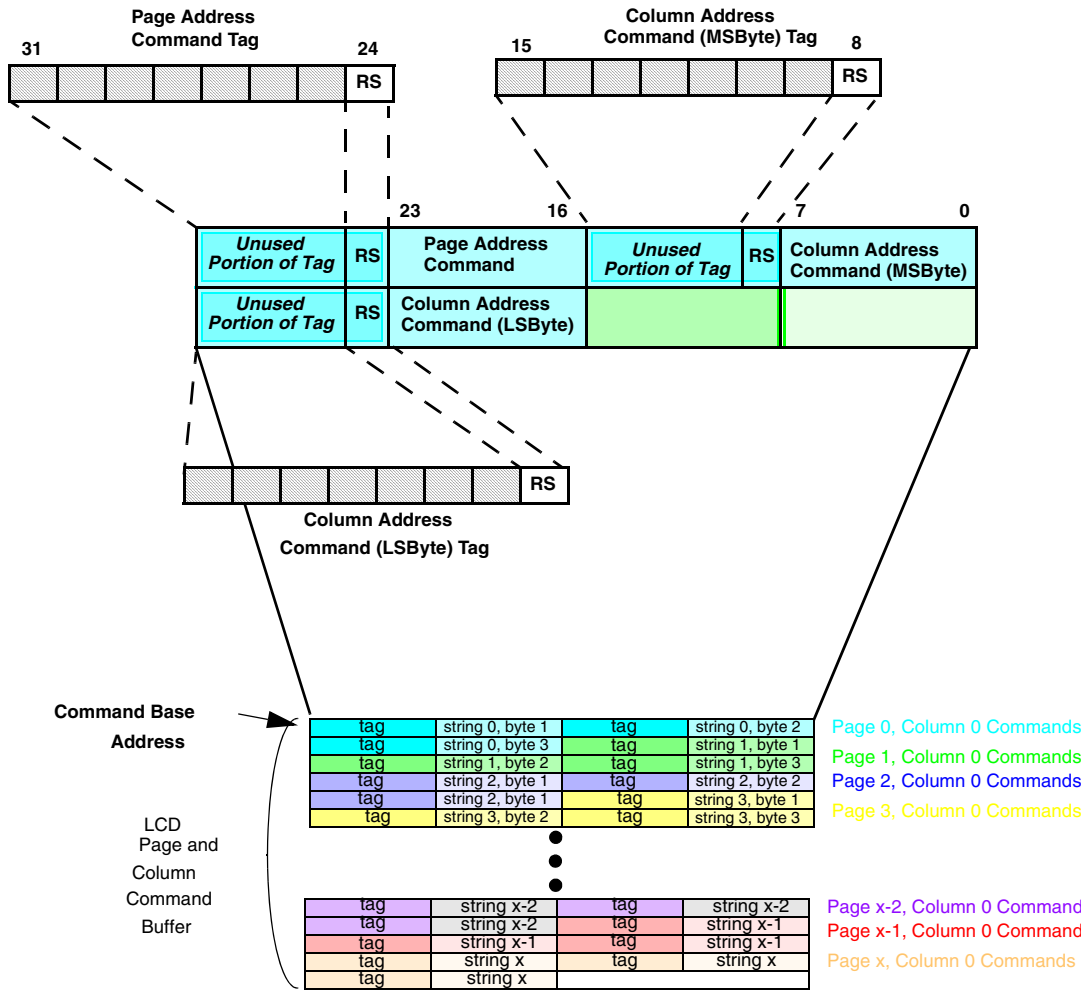 Page Address
Command Tag
31
24
RS
Column Address
Command (MSByte) Tag
15
8
RS
23
16
7
0
Unused
Portion of Tag
RS
Page Address
Command
Unused
Portion of Tag
RS
Column Address
Command (MSByte)
Unused
Portion of Tag
RS
Column Address
Command (LSByte)
RS
Column Address
Command (LSByte) Tag
Command Base
Address
tag string 0, byte 1 tag string 0, byte 2 Page 0, Column 0 Commands
tag string 0, byte 3 tag string 1, byte 1
tag string 1, byte 2 tag string 1, byte 3 Page 1, Column 0 Commands
tag string 2, byte 1 tag string 2, byte 2 Page 2, Column 0 Commands
tag string 2, byte 1 tag string 3, byte 1
tag string 3, byte 2 tag string 3, byte 3 Page 3, Column 0 Commands
LCD
Page and
Column
Command
Buffer
tag string x-2 tag string x-2 Page x-2, Column 0 Command
tag string x-2 tag string x-1
tag string x-1 tag string x-1 Page x-1, Column 0 Command
tag string x tag string x Page x, Column 0 Commands
tag string x